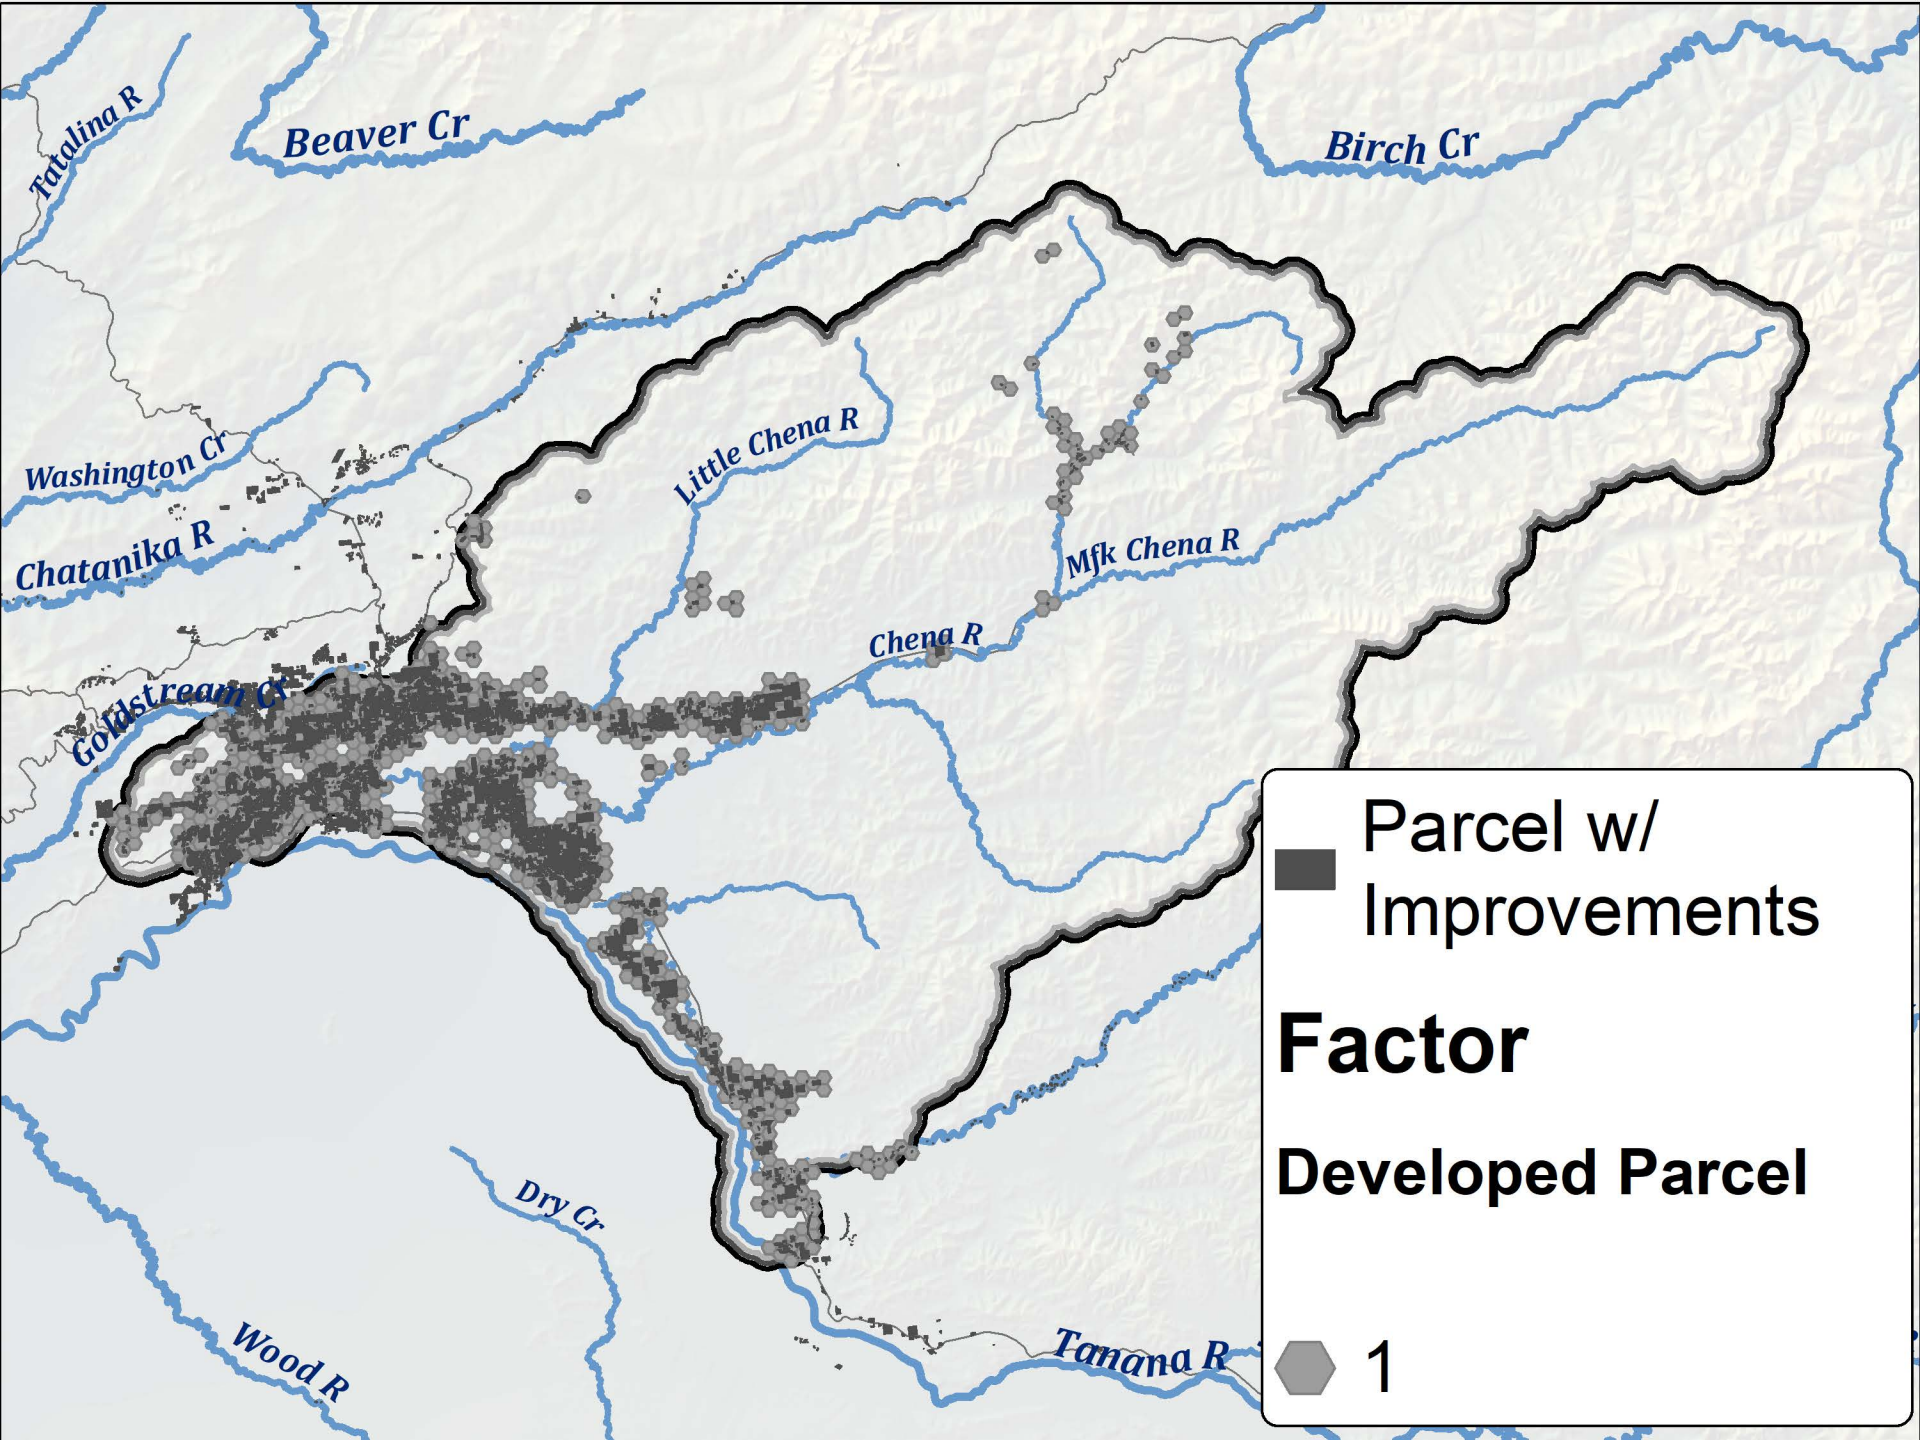 Tatalina R
Beaver Cr
Birch Cr
Washington Cr
Little Chena R
Chatanika R
Mfk Chena R
Chena R
Goldstream Cr
Parcel w/
Improvements
Factor
Developed Parcel
1
Dry Cr
Wood R
Tanana R